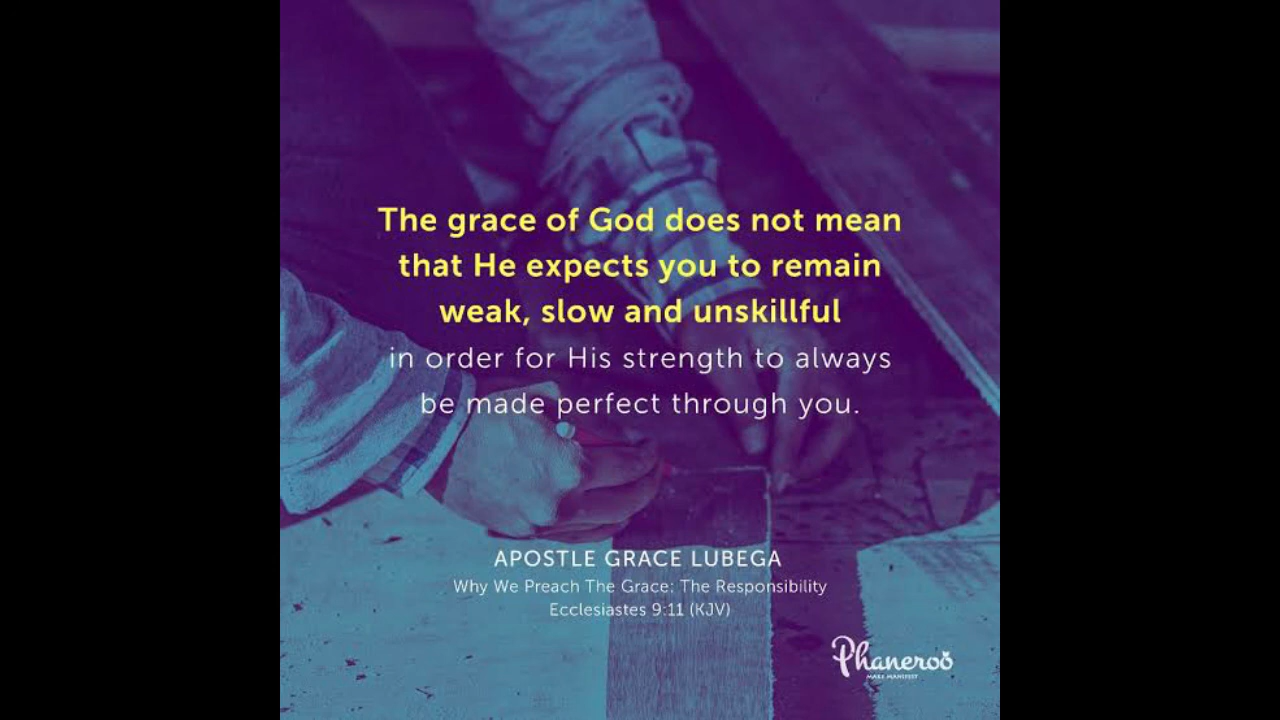 The grace of God does not mean
that He expects you to remain
weak, slow and unskillful
in order for His strength to always
be made perfect through you.
APOSTLE GRACE LUBEGA
Why We Preach The Grace: The Responsibility
Ecclesiastes 9:11 (KJV)
Phaneroo
MAKE MANIFEST